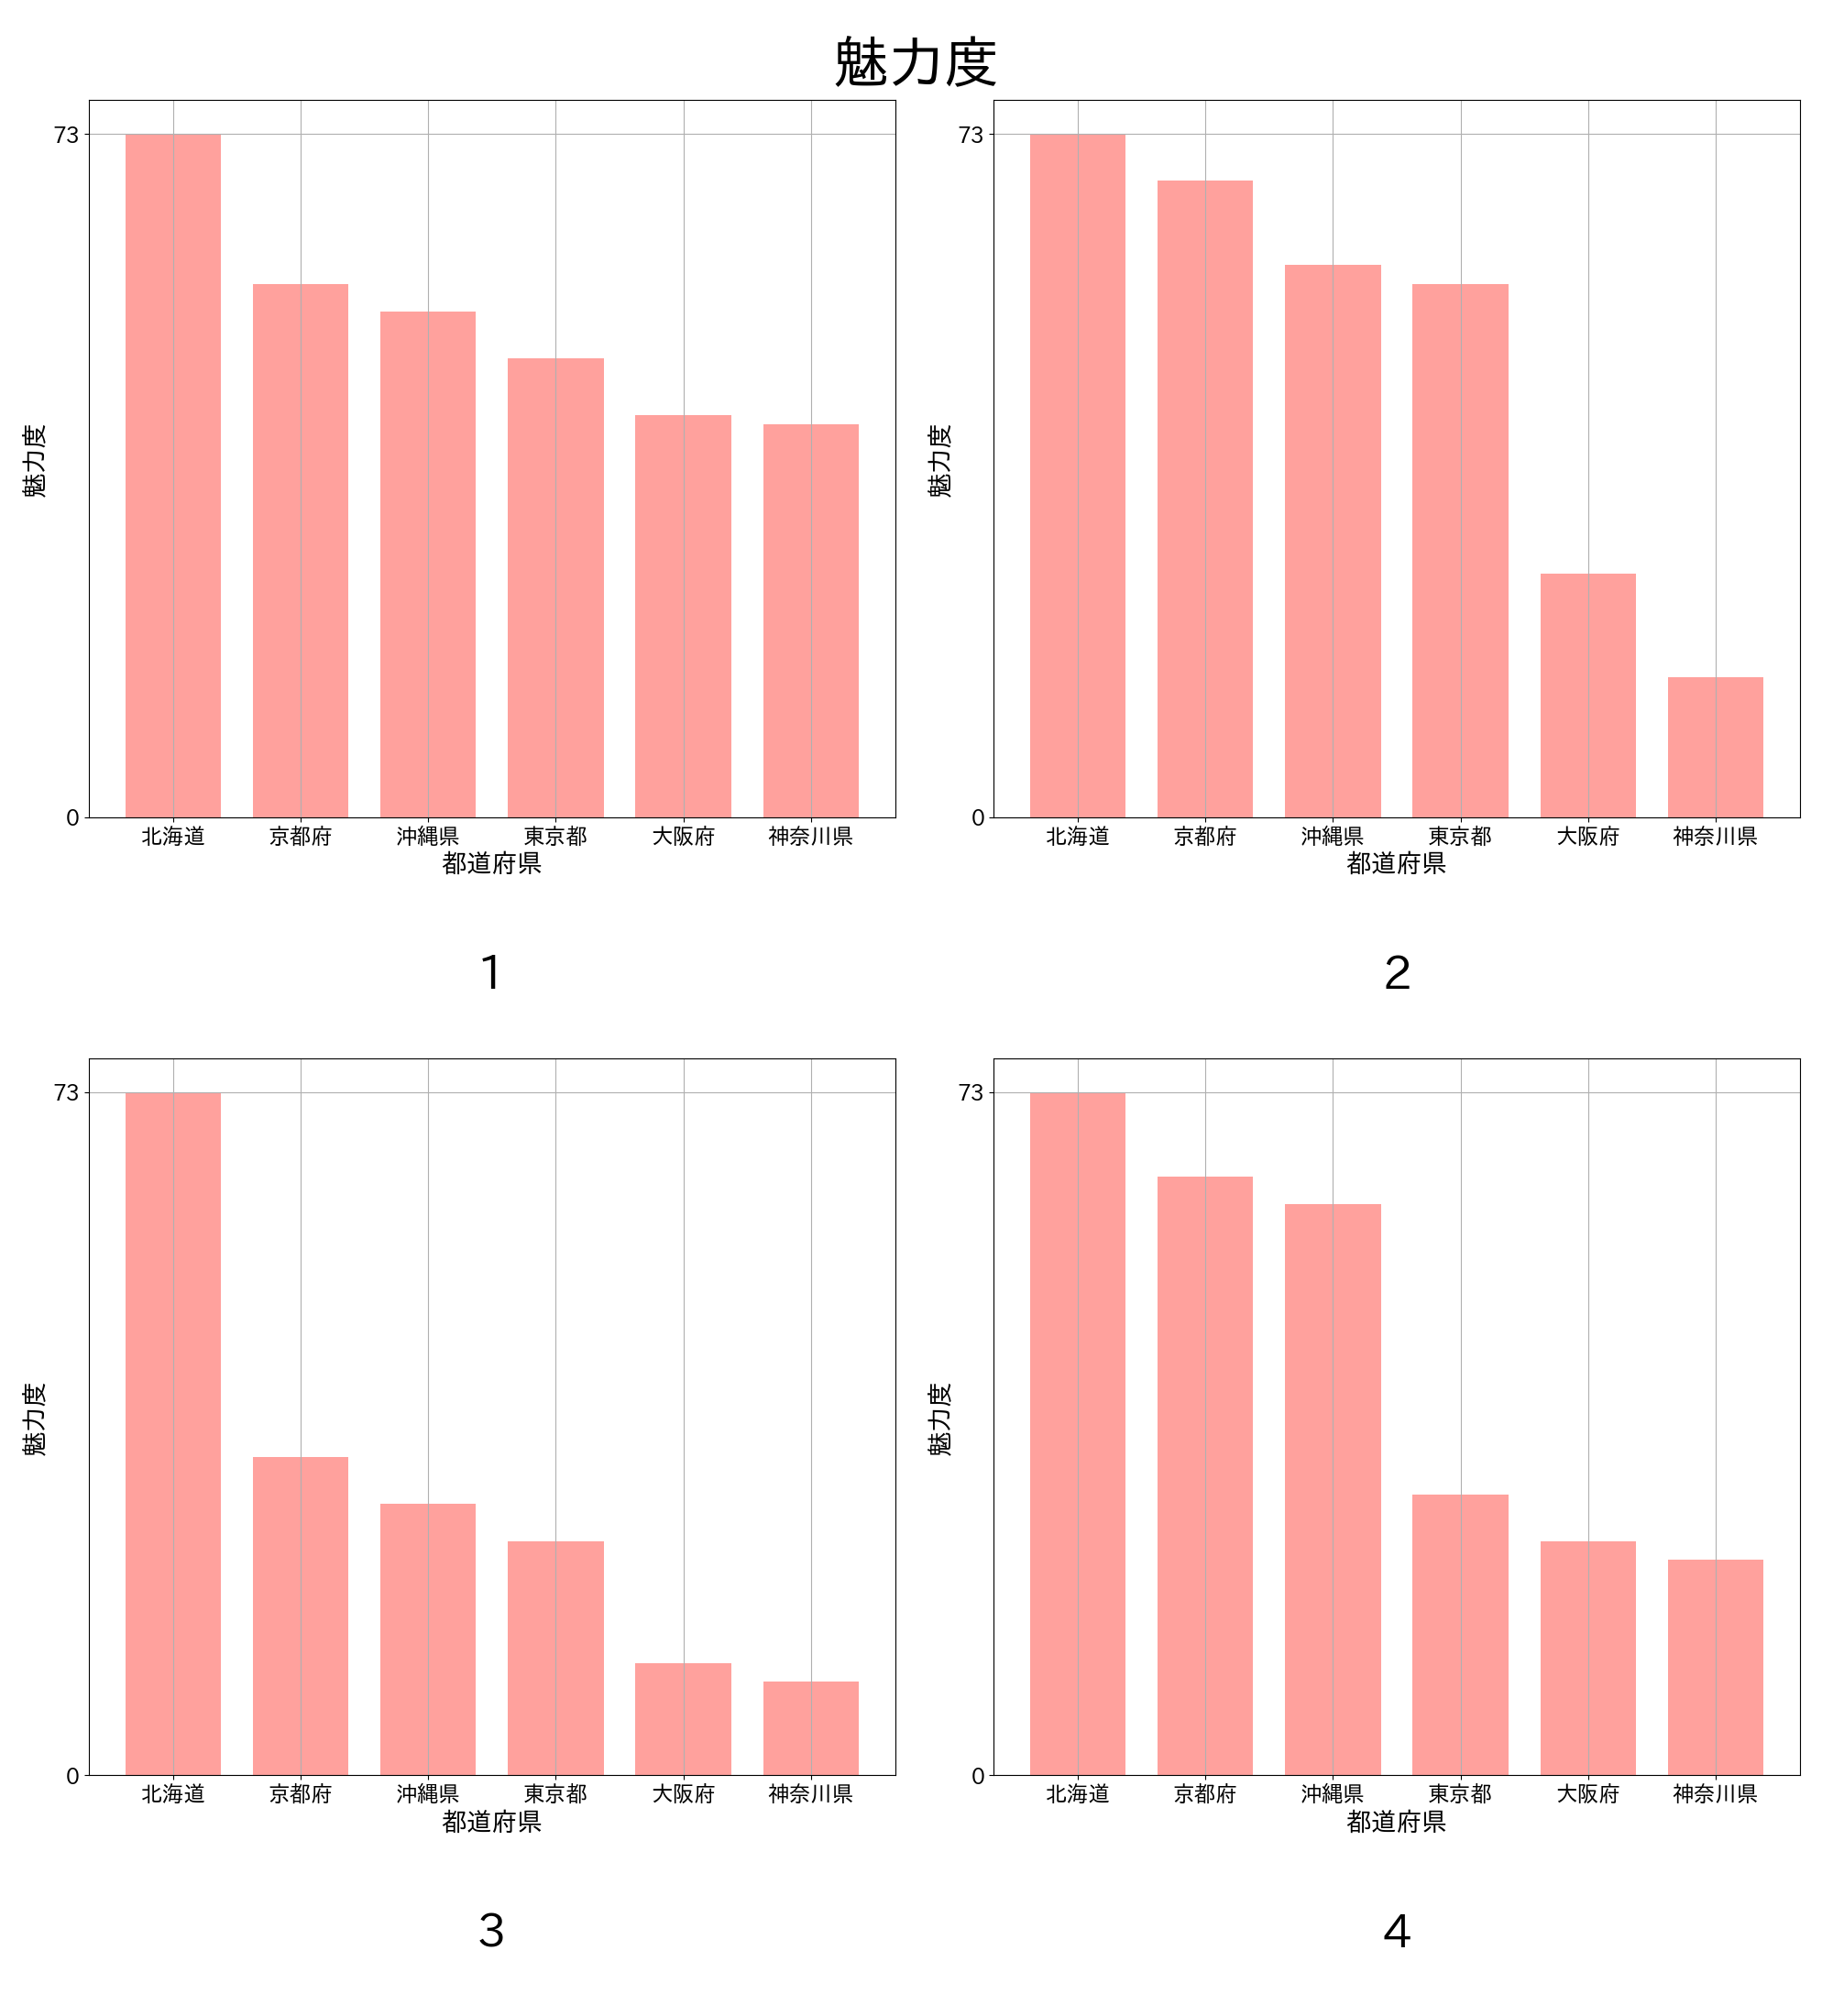 魅力度
73
0
魅力度
北海道 京都府 沖縄県 東京都 大阪府 神奈川県
都道府県
1
73
0
魅力度
北海道 京都府 沖縄県 東京都 大阪府 神奈川県
都道府県
2
73
0
魅力度
北海道 京都府 沖縄県 東京都 大阪府 神奈川県
都道府県
3
73
0
魅力度
北海道 京都府 沖縄県 東京都 大阪府 神奈川県
都道府県
4